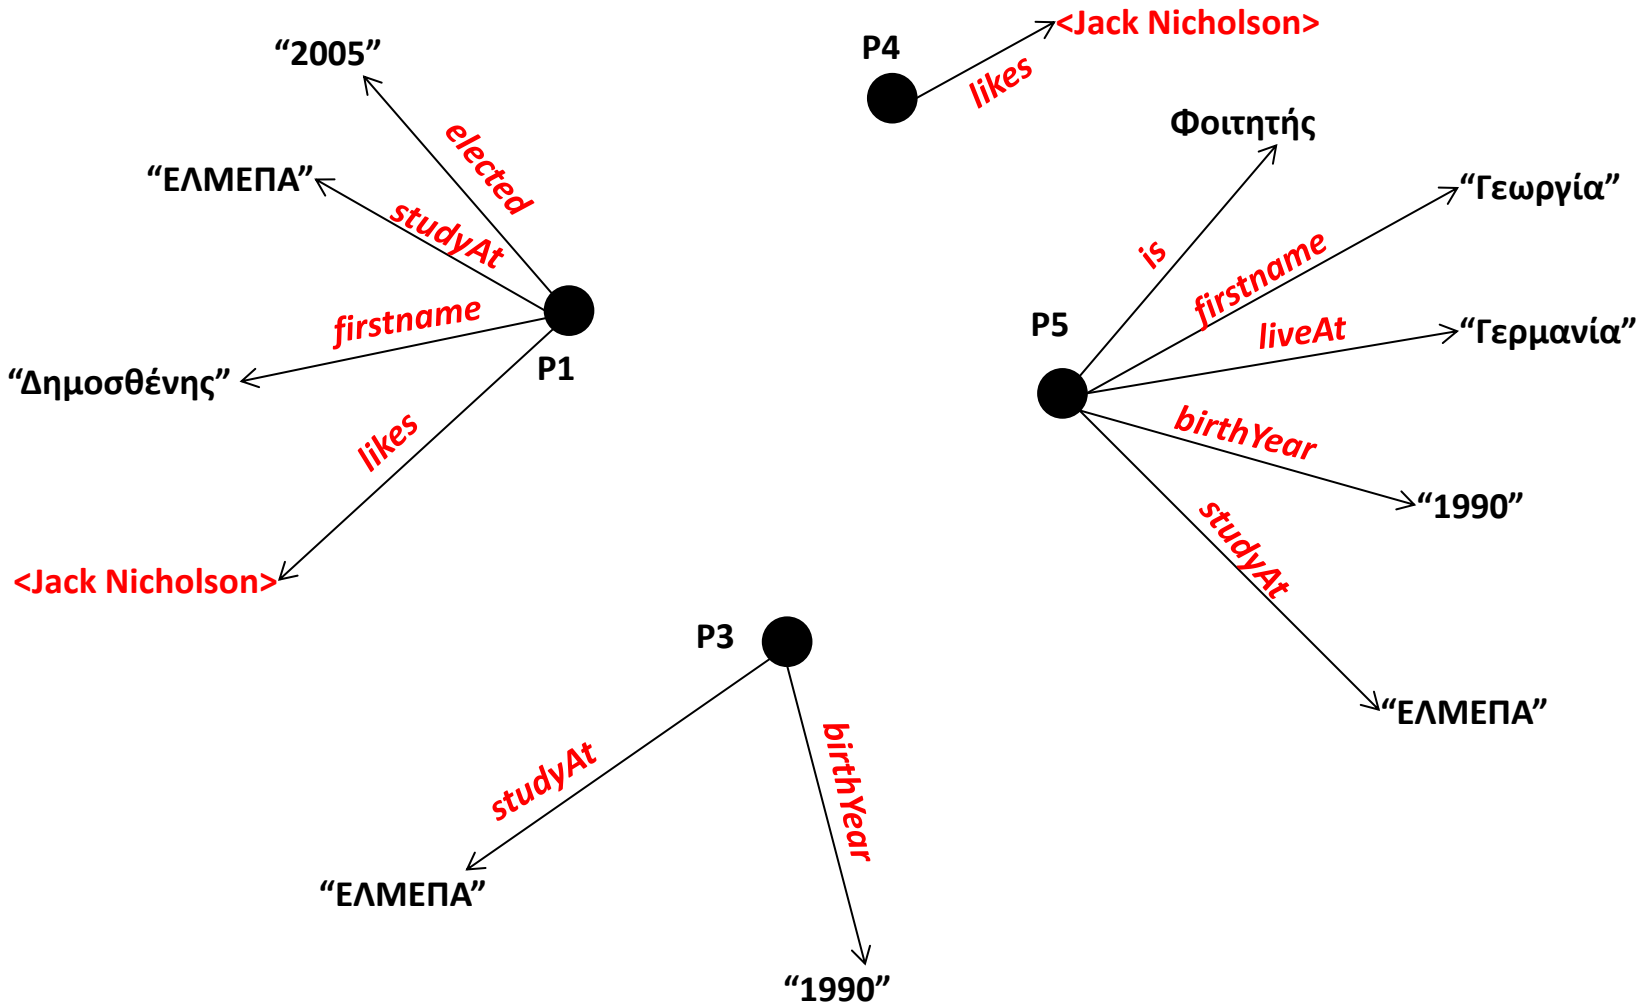 “2005”
elected
“ΕΛΜΕΠΑ”
studyAt
firstname
P1
“Δημοσθένης”
likes
<Jack Nicholson>
P4
likes
<Jack Nicholson>
Φοιτητής
is
“Γεωργία”
firstname
P5
liveAt
“Γερμανία”
birthYear
“1990”
studyAt
“ΕΛΜΕΠΑ”
P3
studyAt
birthYear
“ΕΛΜΕΠΑ”
“1990”